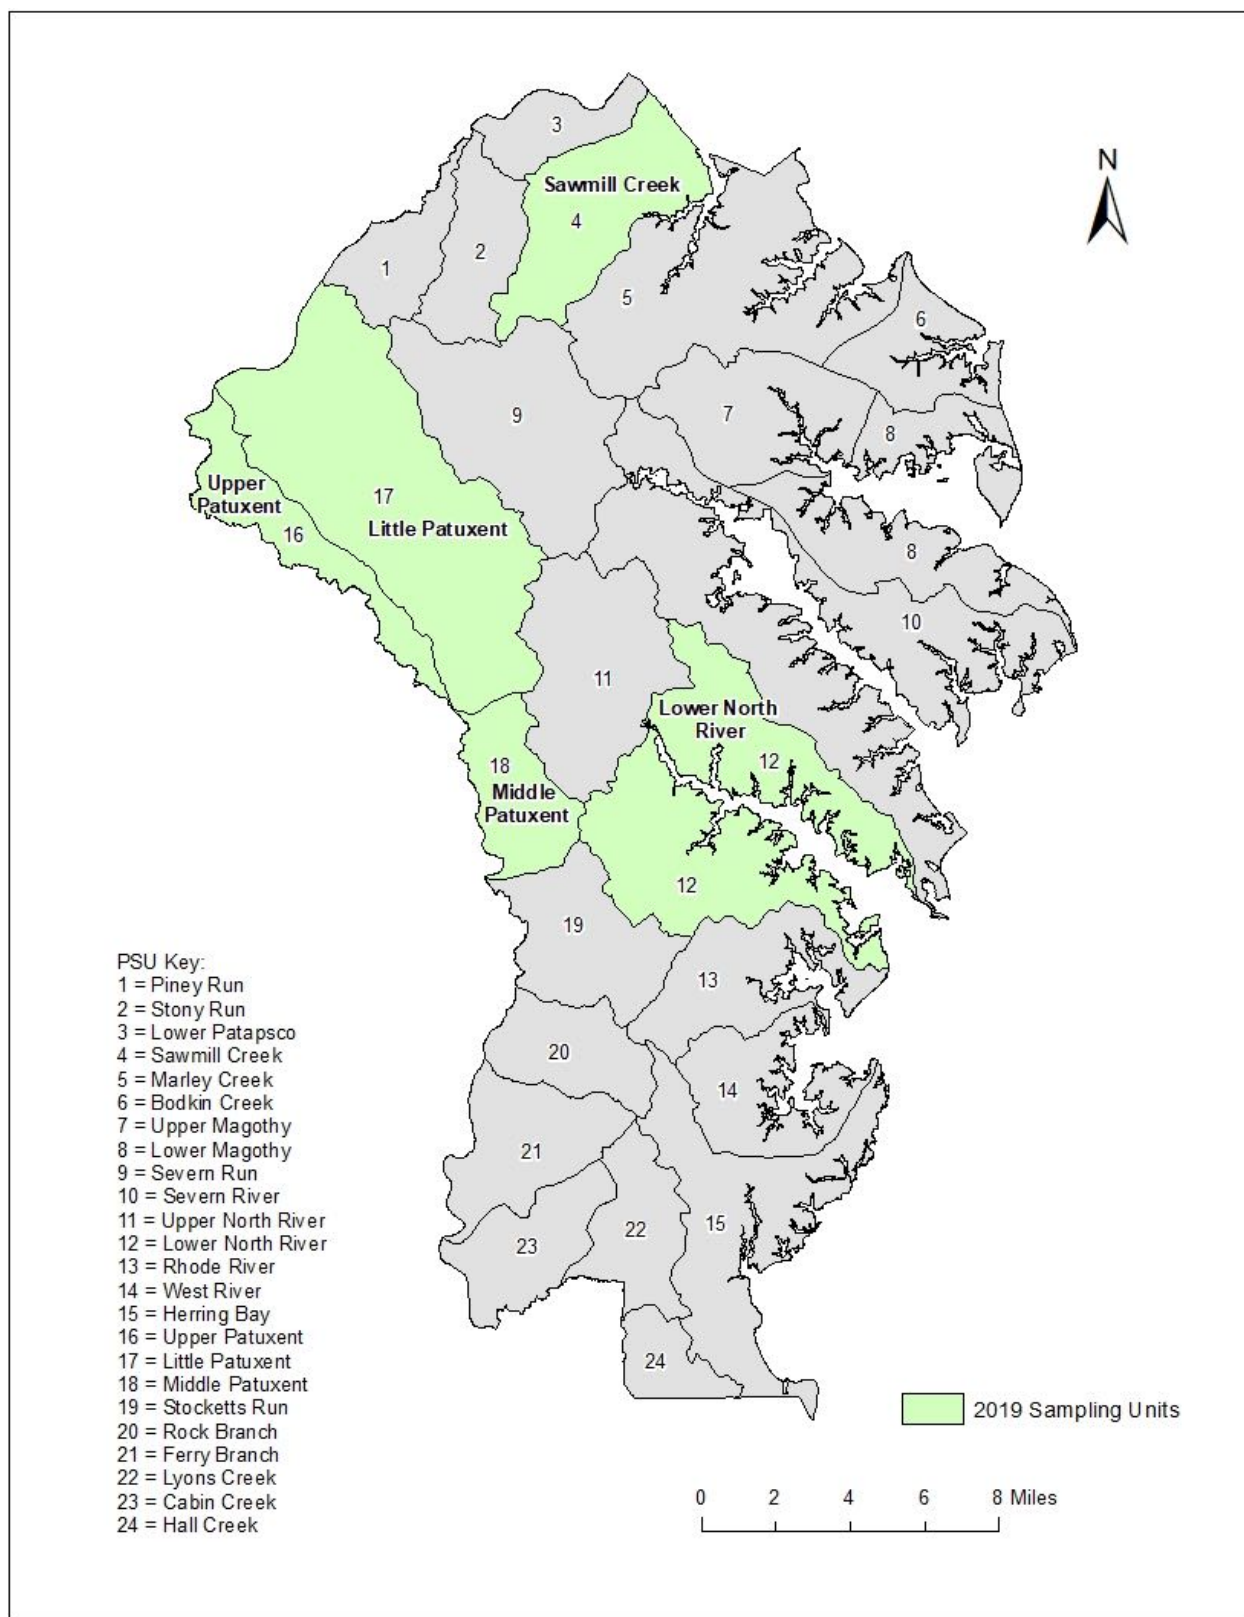 N
3
Sawmill Creek
4
2
1
5
6
7
9
8
Upper
Patuxent
17
Little Patuxent
16
8
10
11
Lower North
River
12
18
Middle
Patuxent
12
19
13
20
14
21
15
22
23
24
PSU Key:
1 = Piney Run
2 = Stony Run
3 = Lower Patapsco
4 = Sawmill Creek
5 = Marley Creek
6 = Bodkin Creek
7 = Upper Magothy
8 = Lower Magothy
9 = Severn Run
10 = Severn River
11 = Upper North River
12 = Lower North River
13 = Rhode River
14 = West River
15 = Herring Bay
16 = Upper Patuxent
17 = Little Patuxent
18 = Middle Patuxent
19 = Stocketts Run
20 = Rock Branch
21 = Ferry Branch
22 = Lyons Creek
23 = Cabin Creek
24 = Hall Creek
2019 Sampling Units
0 2 4 6 8 Miles